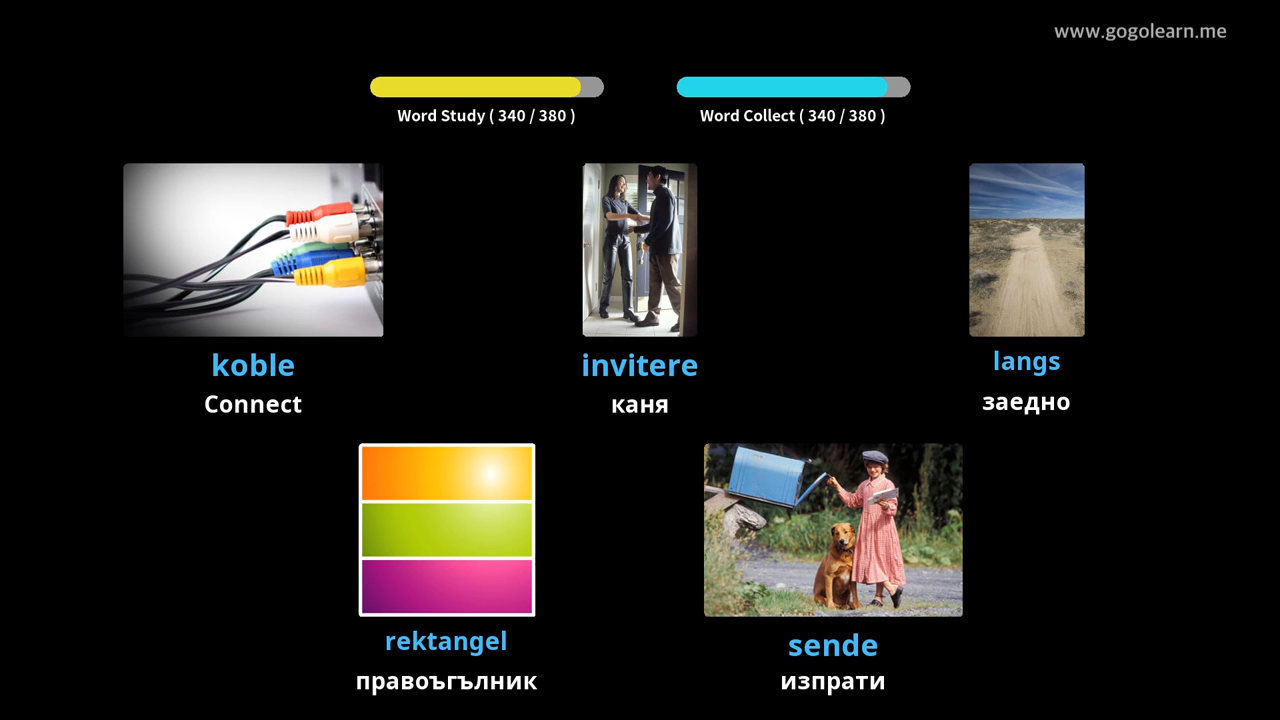 www.gogolearn.me
Word Study ( 340 / 380 )
Word Collect ( 340 / 380 )
koble
Connect
invitere
каня
langs
заедно
rektangel
правоъгълник
sende
изпрати